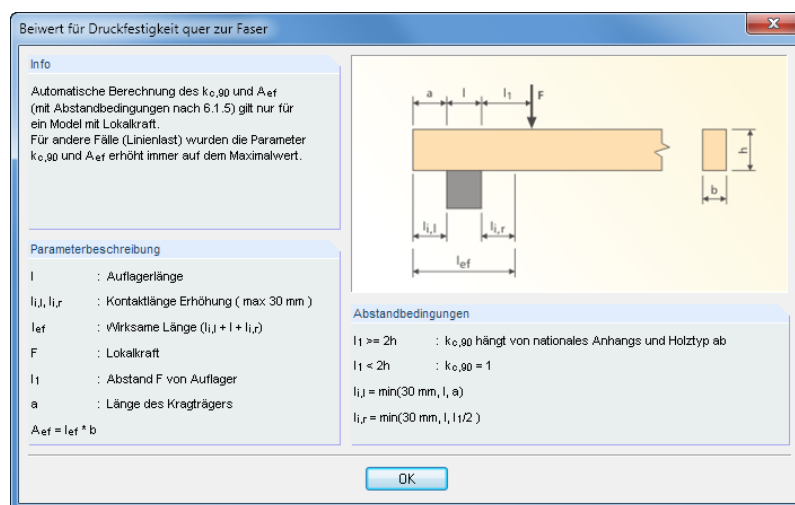 Beiwert für Druckfestigkeit quer zur Faser
Info
Automatische Berechnung des kc,90 und Aef
(mit Abstandbedingungen nach 6.1.5) gilt nur für
ein Model mit Lokalkraft.
Für andere Fälle (Linienlast) wurden die Parameter
kc,90 und Aef erhöht immer auf dem Maximalwert.
a l l1 F
h
b
li,l li,r
lef
Parameterbeschreibung
l : Auflagerlänge
li,l, li,r : Kontaktlänge Erhöhung ( max 30 mm )
lef : Wirksame Länge (li,l + l + li,r)
F : Lokalkraft
l1 : Abstand F von Auflager
a : Länge des Kragträgers
Aef = lef * b
Abstandbedingungen
l1 >= 2h : kc,90 hängt von nationales Anhangs und Holztyp ab
l1 < 2h : kc,90 = 1
li,l = min(30 mm, l, a)
li,r = min(30 mm, l, l1/2 )
OK